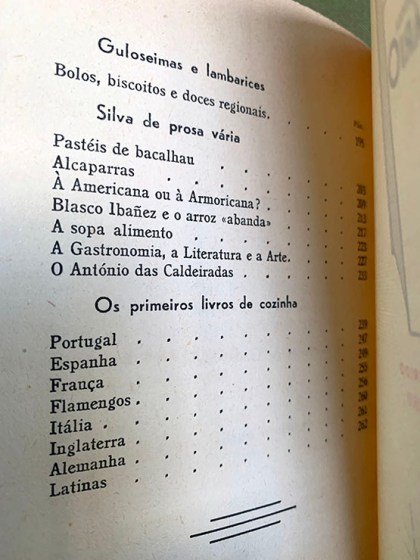 Guloseimas e lambarices
Bolos, biscoitos e doces regionais. . . . .
Silva de prosa vária
Pastéis de bacalhau . . . . . .
Alcaparras . . . . . . .
À Americana ou à Armoricana? . . . .
Blasco Ibañez e o arroz «abanda» . . . .
A sopa alimento . . . . . .
A Gastronomia, a Literatura e a Arte. . . .
O António das Caldeiradas . . . . .
Os primeiros livros de cozinha
Portugal . . . . . . . .
Espanha . . . . . . . .
França . . . . . . . .
Flamengos . . . . . . . .
Itália . . . . . . . .
Inglaterra . . . . . . . .
Alemanha . . . . . . . .
Latinas . . . . . . . .